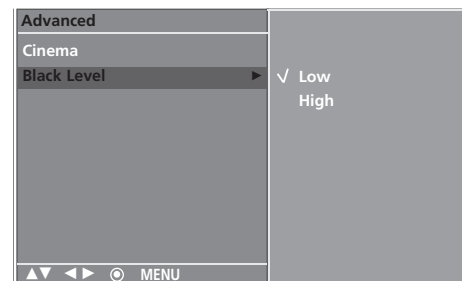 Advanced
Cinema
Black Level ►
√ Low
High
▲▼ ◄► ◉ MENU